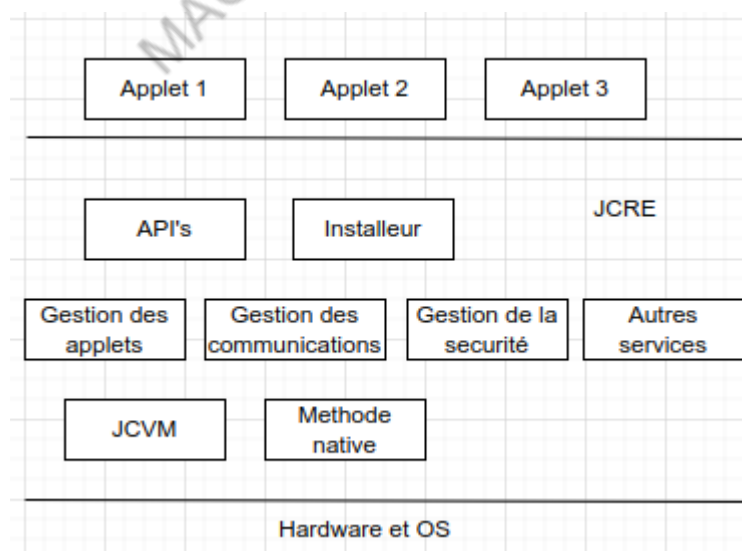 Applet 1 Applet 2 Applet 3
API's Installeur JCRE
Gestion des Gestion des Gestion de la Autres
applets communications securité services
JCVM Methode
native
Hardware et OS